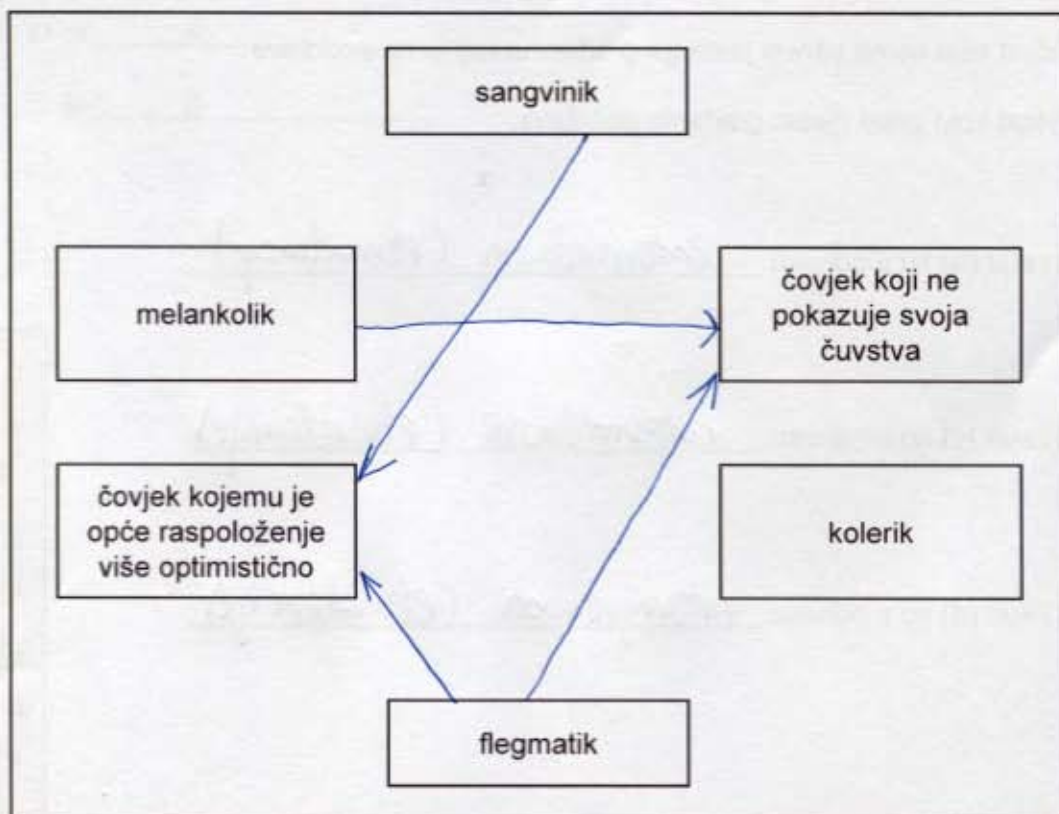 sangvinik
melankolik
čovjek koji ne
pokazuje svoja
čuvstva
čovjek kojemu je
opće raspoloženje
više optimistično
kolerik
flegmatik